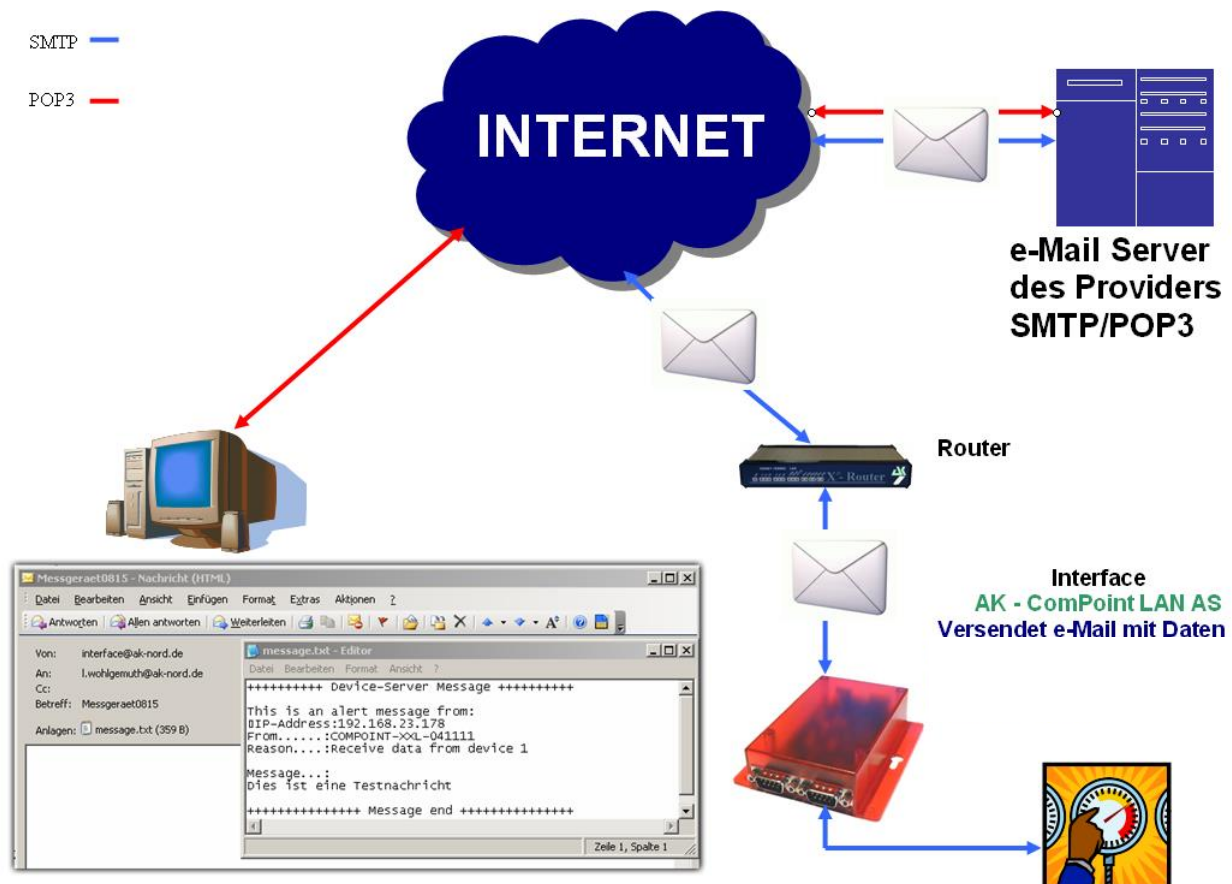 SMTP
POP3
INTERNET
e-Mail Server
des Providers
SMTP/POP3
Router
X - Router
Interface
AK - ComPoint LAN AS
Versendet e-Mail mit Daten
Messgeraet0815 - Nachricht (HTML)
Datei Bearbeiten Ansicht Einfügen Format Extras Aktionen ?
Antworten Allen antworten Weiterleiten
Von: interface@ak-nord.de
An: l.wohlgemuth@ak-nord.de
Cc:
Betreff: Messgeraet0815
Anlagen: message.txt (359 B)
message.txt - Editor
Datei Bearbeiten Format Ansicht ?
++++++++++ Device-Server Message ++++++++++
This is an alert message from:
IP-Address:192.168.23.178
From......:COMPOINT-XXL-041111
Reason....:Receive data from device 1
Message...:
Dies ist eine Testnachricht
+++++++++++++++ Message end +++++++++++++++
Zeile 1, Spalte 1